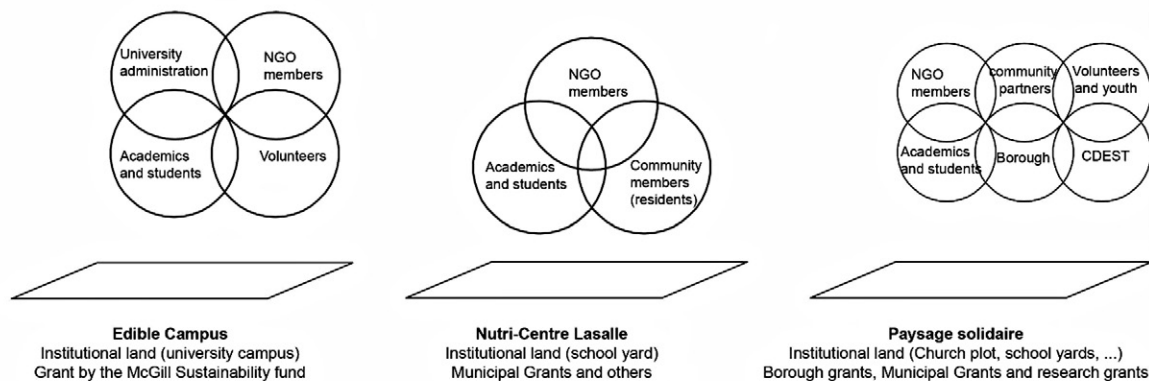 University
administration
NGO
members
Academics
and students
Volunteers
Edible Campus
Institutional land (university campus)
Grant by the McGill Sustainability fund
NGO
members
Academics
and students
Community
members
(residents)
Nutri-Centre Lasalle
Institutional land (school yard)
Municipal Grants and others
NGO
members
community
partners
Volunteers
and youth
Academics
and students
Borough
CDEST
Paysage solidaire
Institutional land (Church plot, school yards, ...)
Borough grants, Municipal Grants and research grants